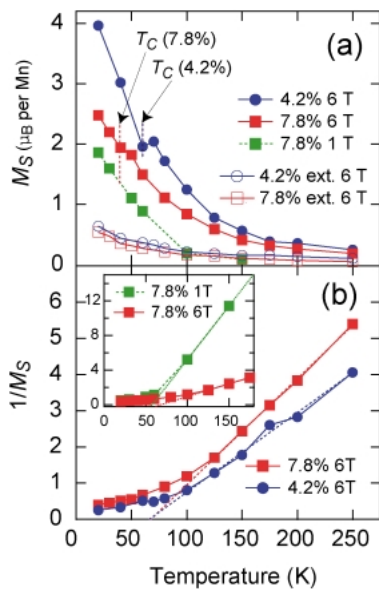 4
T_C (7.8%)
(a)
T_C (4.2%)
3
4.2% 6 T
7.8% 6 T
7.8% 1 T
2
4.2% ext. 6 T
7.8% ext. 6 T
1
0
M_S (μB per Mn)
6
12
7.8% 1T
7.8% 6T
(b)
5
8
4
4
0
3
0 50 100 150
2
7.8% 6T
4.2% 6T
1
0
1/M_S
0 50 100 150 200 250
Temperature (K)